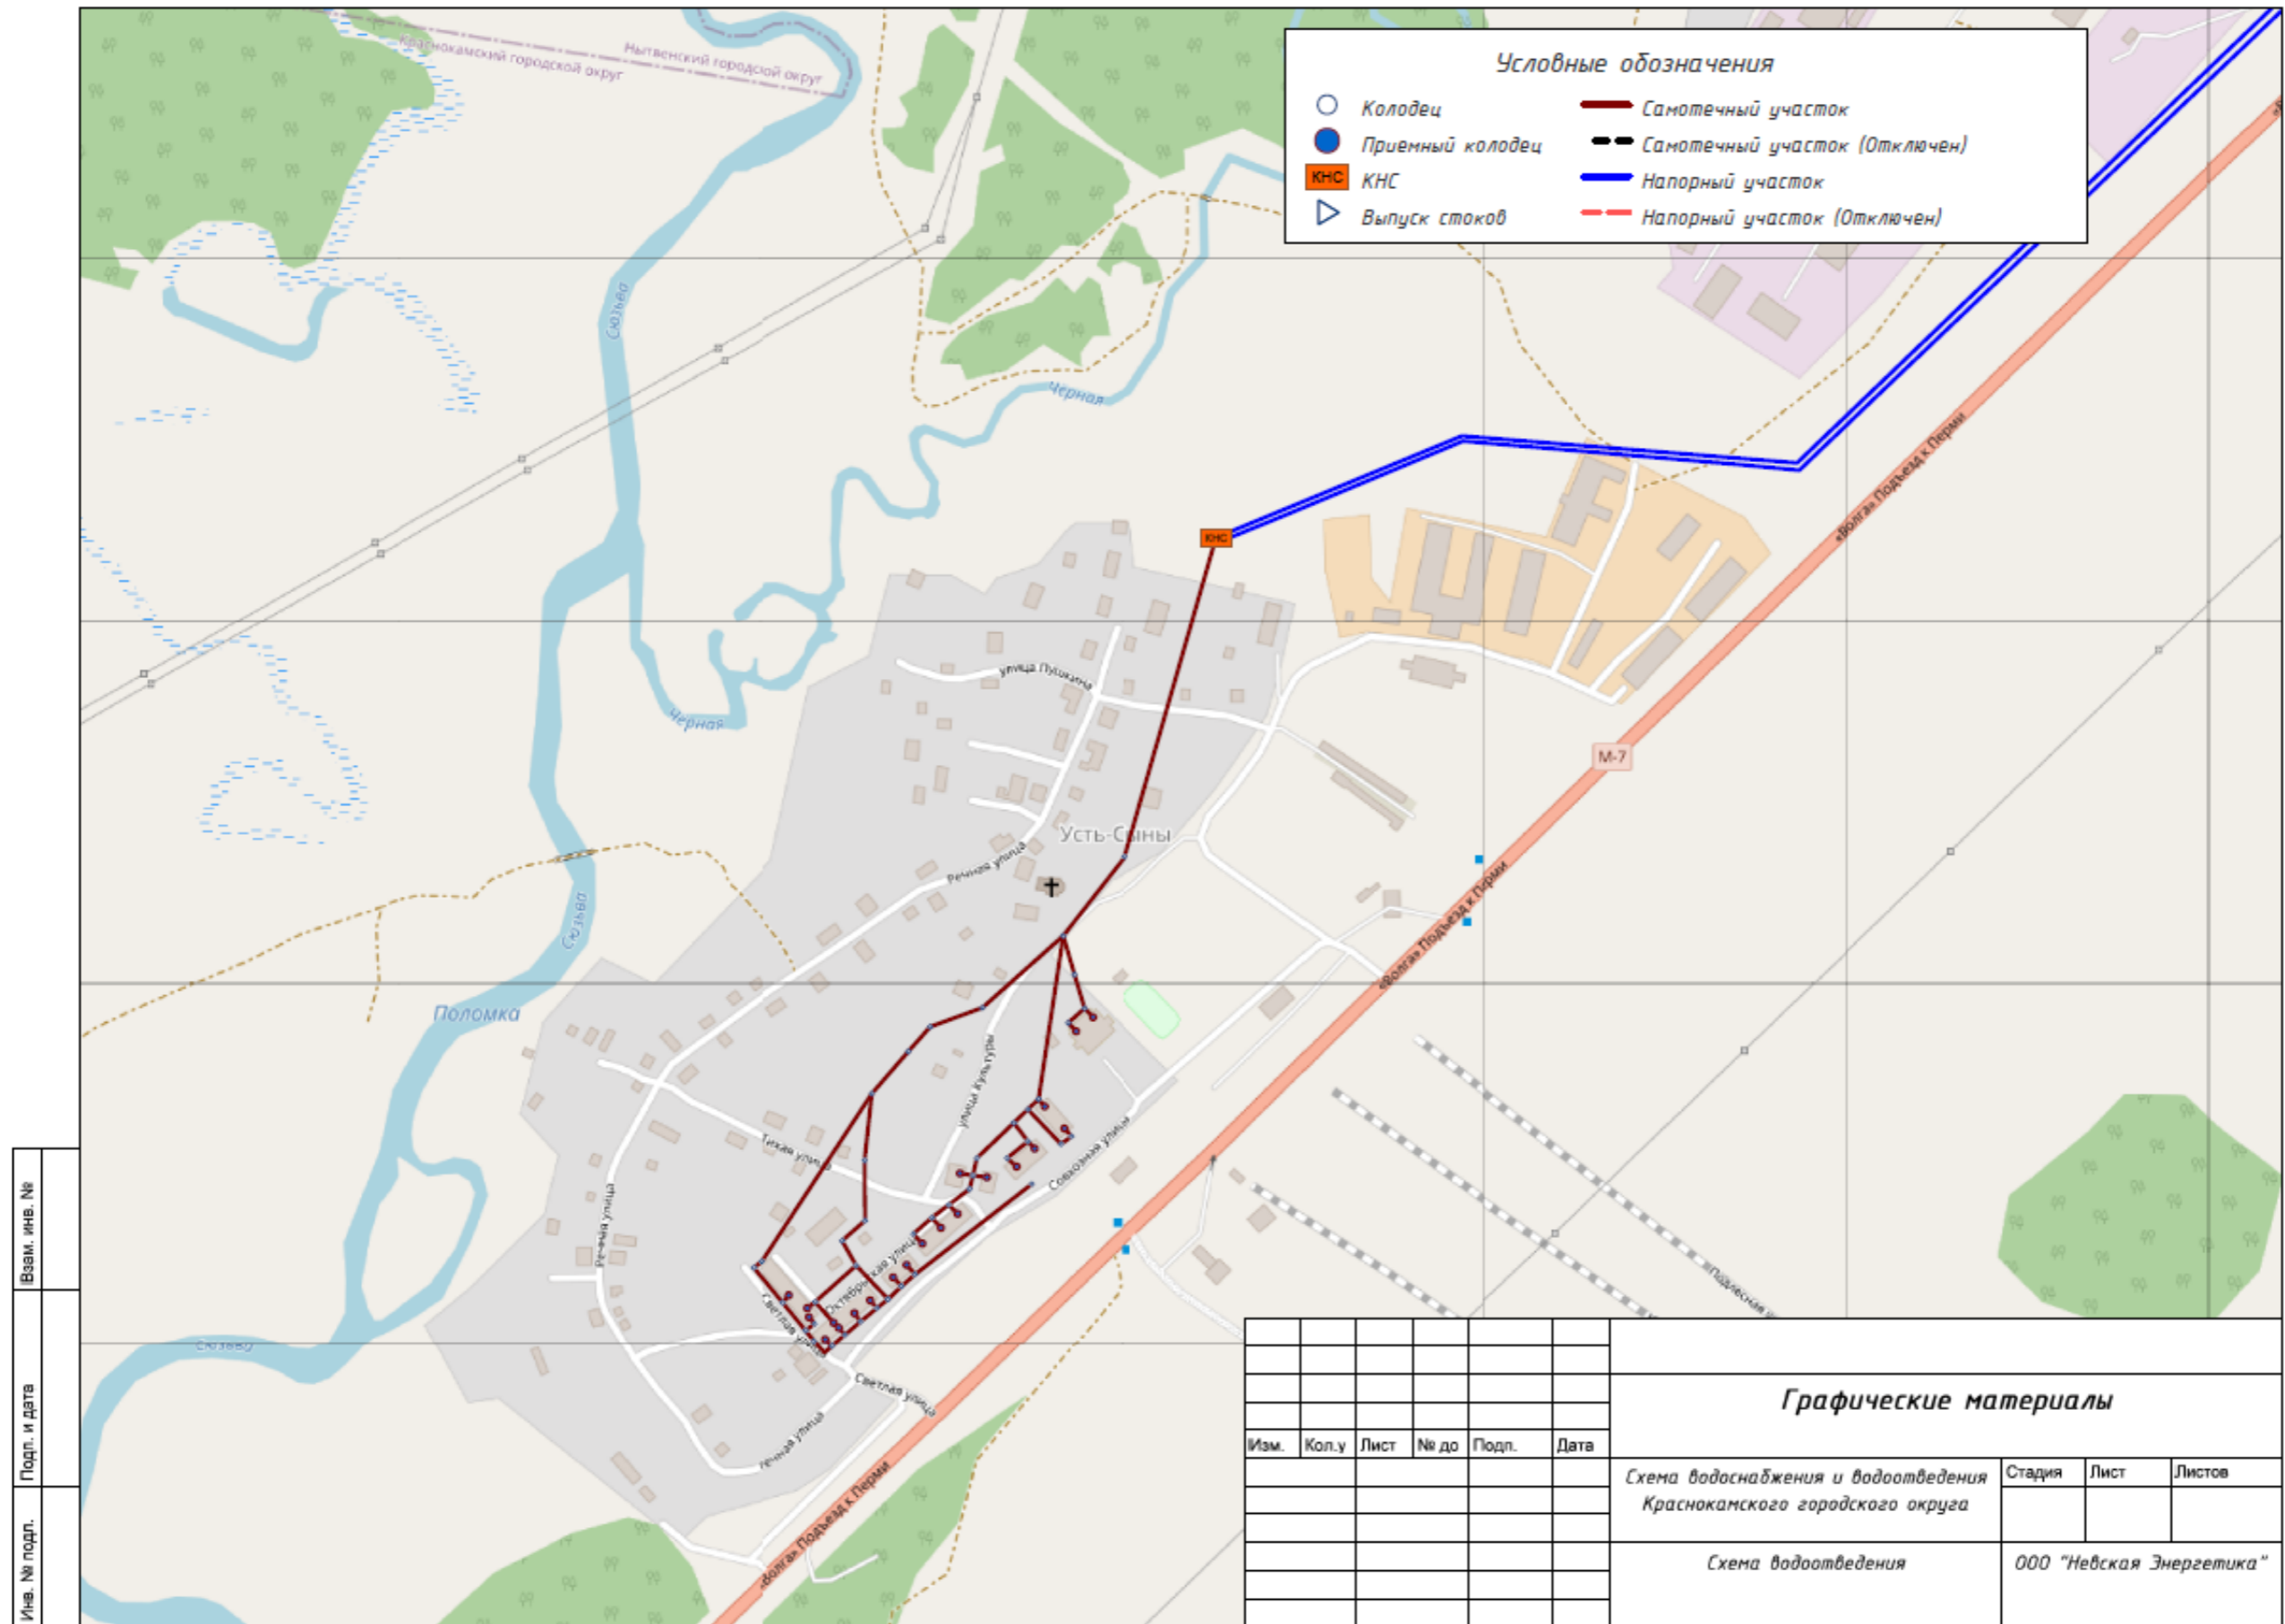 Краснокамский городской округ
Нытвенский городской округ
Условные обозначения
Колодец
Самотечный участок
Приемный колодец
Самотечный участок (Отключен)
КНС КНС
Напорный участок
Выпуск стоков
Напорный участок (Отключен)
Сюзьва
Черная
«Волга» Подъезд к Перми
КНС
улица Пушкина
Черная
М-7
Усть-Сыны
Речная улица
«Волга» Подъезд к Перми
Сюзьва
Поломка
улица Культуры
Тихая улица
Совхозная улица
Речная улица
Октябрьская улица
Светлая улица
Подлесная
Сюзьва
Светлая улица
Речная улица
«Волга» Подъезд к Перми
Взам. инв. №
Подп. и дата
Инв. № подл.
Графические материалы
Изм. Кол.у Лист № до Подп. Дата
Схема водоснабжения и водоотведения
Краснокамского городского округа
Стадия Лист Листов
Схема водоотведения
ООО "Невская Энергетика"